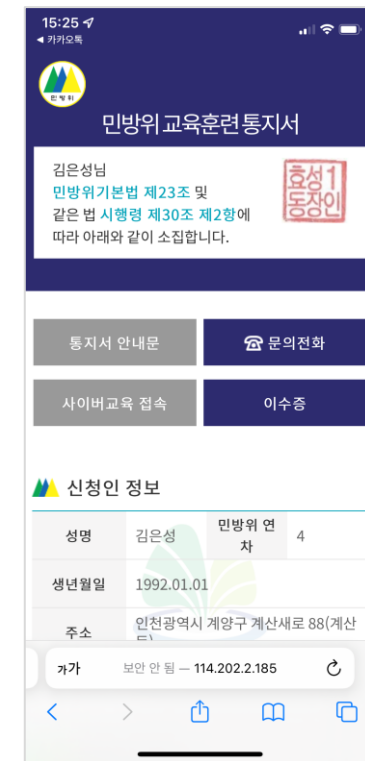 15:25
◀ 카카오톡
민방위
민방위 교육훈련 통지서
김은성님
민방위기본법 제23조 및
같은 법 시행령 제30조 제2항에
따라 아래와 같이 소집합니다.
효성1
동장인
통지서 안내문
☎ 문의전화
사이버교육 접속
이수증
신청인 정보
성명 김은성 민방위 연차 4
생년월일 1992.01.01
주소 인천광역시 계양구 계산새로 88(계산
가가 보안 안 됨 — 114.202.2.185